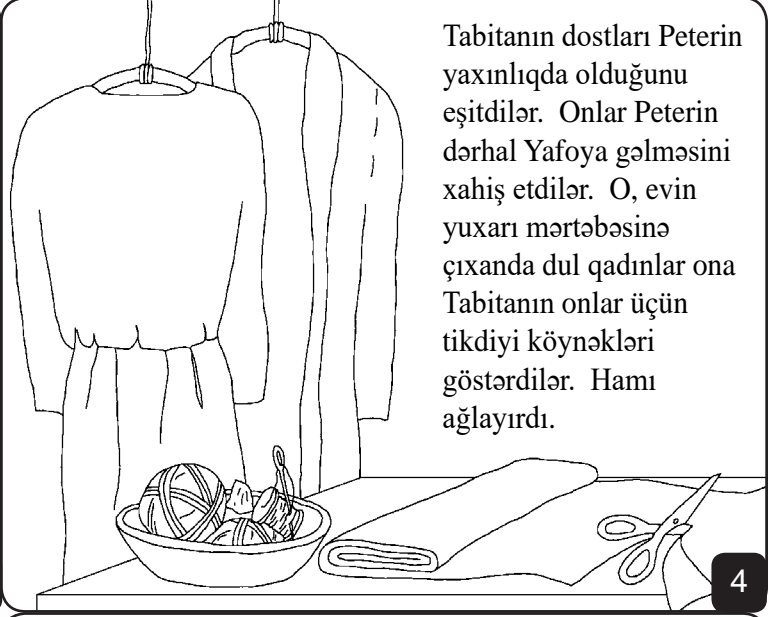 Tabitanın dostları Peterin
yaxınlıqda olduğunu
eşitdilər.  Onlar Peterin
dərhal Yafoya gəlməsini
xahiş etdilər.  O, evin
yuxarı mərtəbəsinə
çıxanda dul qadınlar ona
Tabitanın onlar üçün
tikdiyi köynəkləri
göstərdilər.  Hamı
ağlayırdı.
4